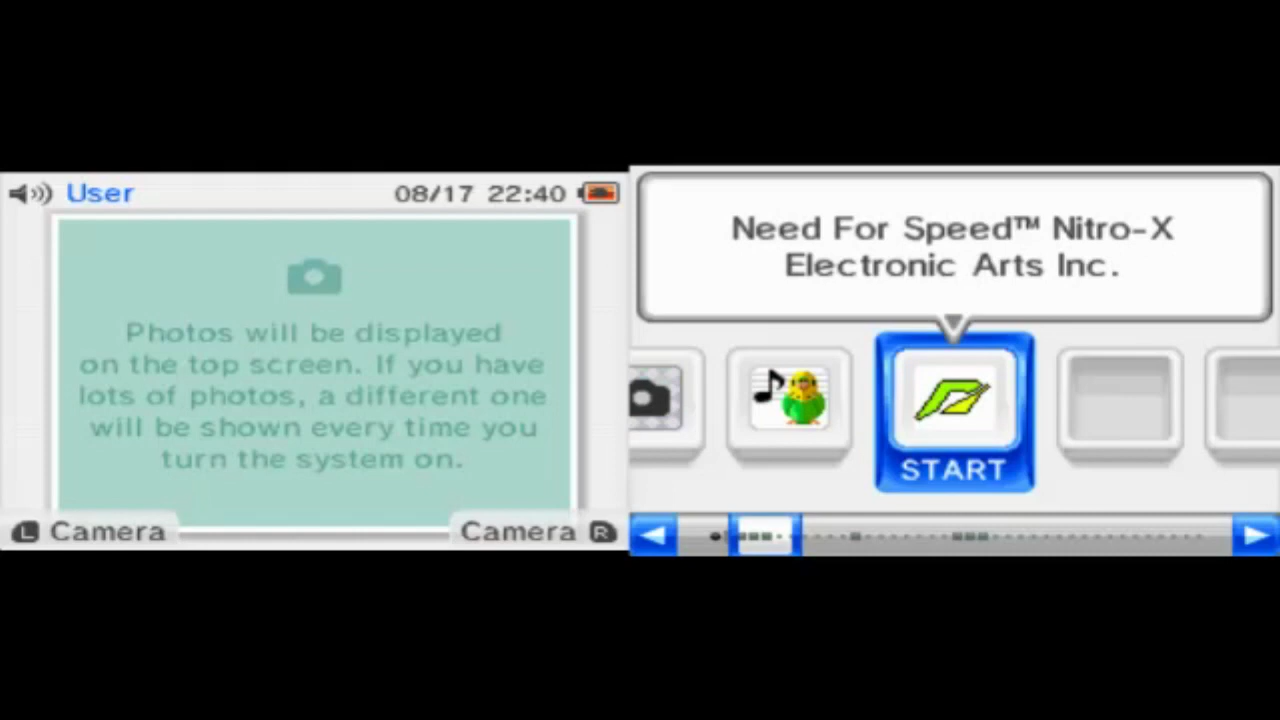 User
08/17 22:40
Photos will be displayed
on the top screen. If you have
lots of photos, a different one
will be shown every time you
turn the system on.
L Camera
Camera R
Need For Speed™ Nitro-X
Electronic Arts Inc.
START